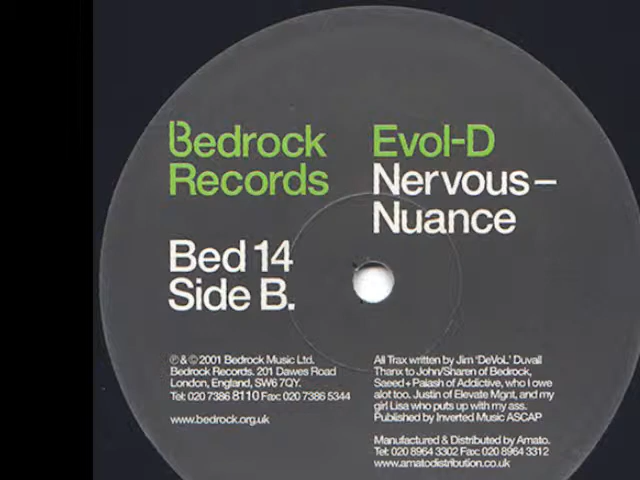 Bedrock
Records
Evol-D
Nervous–
Nuance
Bed 14
Side B.
℗ & © 2001 Bedrock Music Ltd.
Bedrock Records. 201 Dawes Road
London, England, SW6 7QY.
Tel: 020 7386 8110 Fax: 020 7386 5344
www.bedrock.org.uk
All Trax written by Jim 'DeVoL' Duvall
Thanx to John/Sharen of Bedrock,
Saeed + Palash of Addictive, who I owe
alot too. Justin of Elevate Mgnt, and my
girl Lisa who puts up with my ass.
Published by Inverted Music ASCAP
Manufactured & Distributed by Amato.
Tel: 020 8964 3302 Fax: 020 8964 3312
www.amatodistribution.co.uk